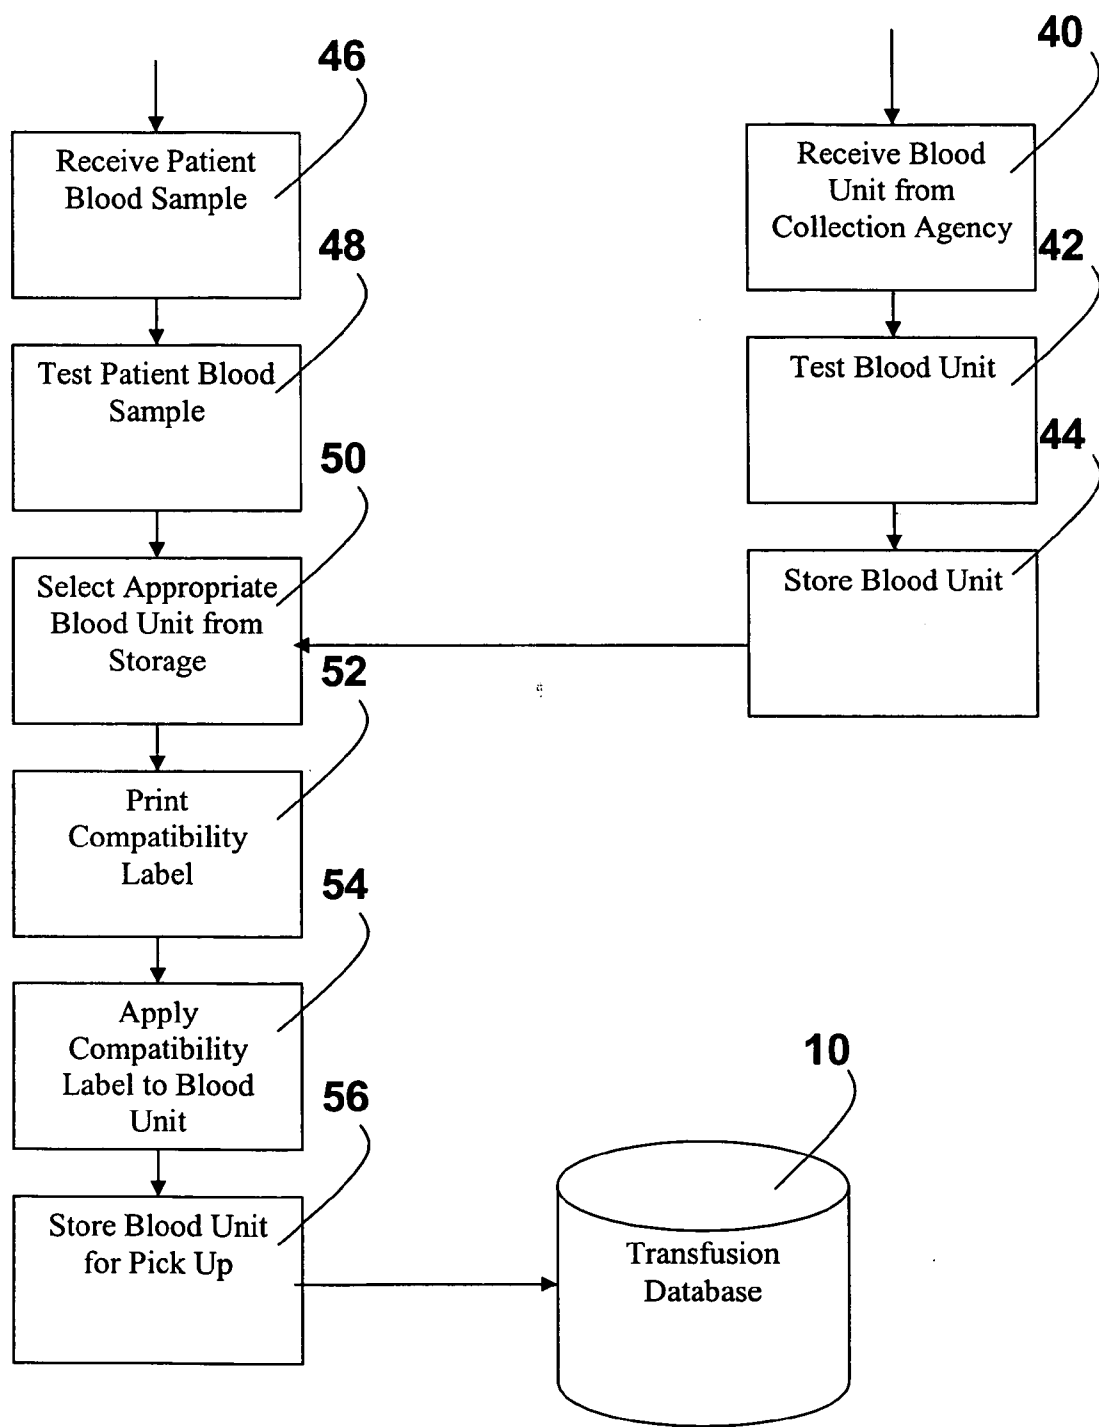 46
Receive Patient
Blood Sample
48
Test Patient Blood
Sample
50
Select Appropriate
Blood Unit from
Storage
52
Print
Compatibility
Label
54
Apply
Compatibility
Label to Blood
Unit
56
Store Blood Unit
for Pick Up
40
Receive Blood
Unit from
Collection Agency
42
Test Blood Unit
44
Store Blood Unit
10
Transfusion
Database